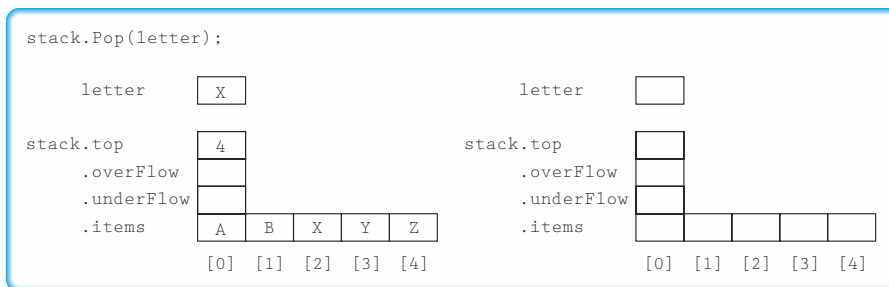 stack.Pop(letter);
letter X letter
stack.top 4 stack.top
.overFlow .overFlow
.underFlow .underFlow
.items A B X Y Z .items
[0] [1] [2] [3] [4] [0] [1] [2] [3] [4]